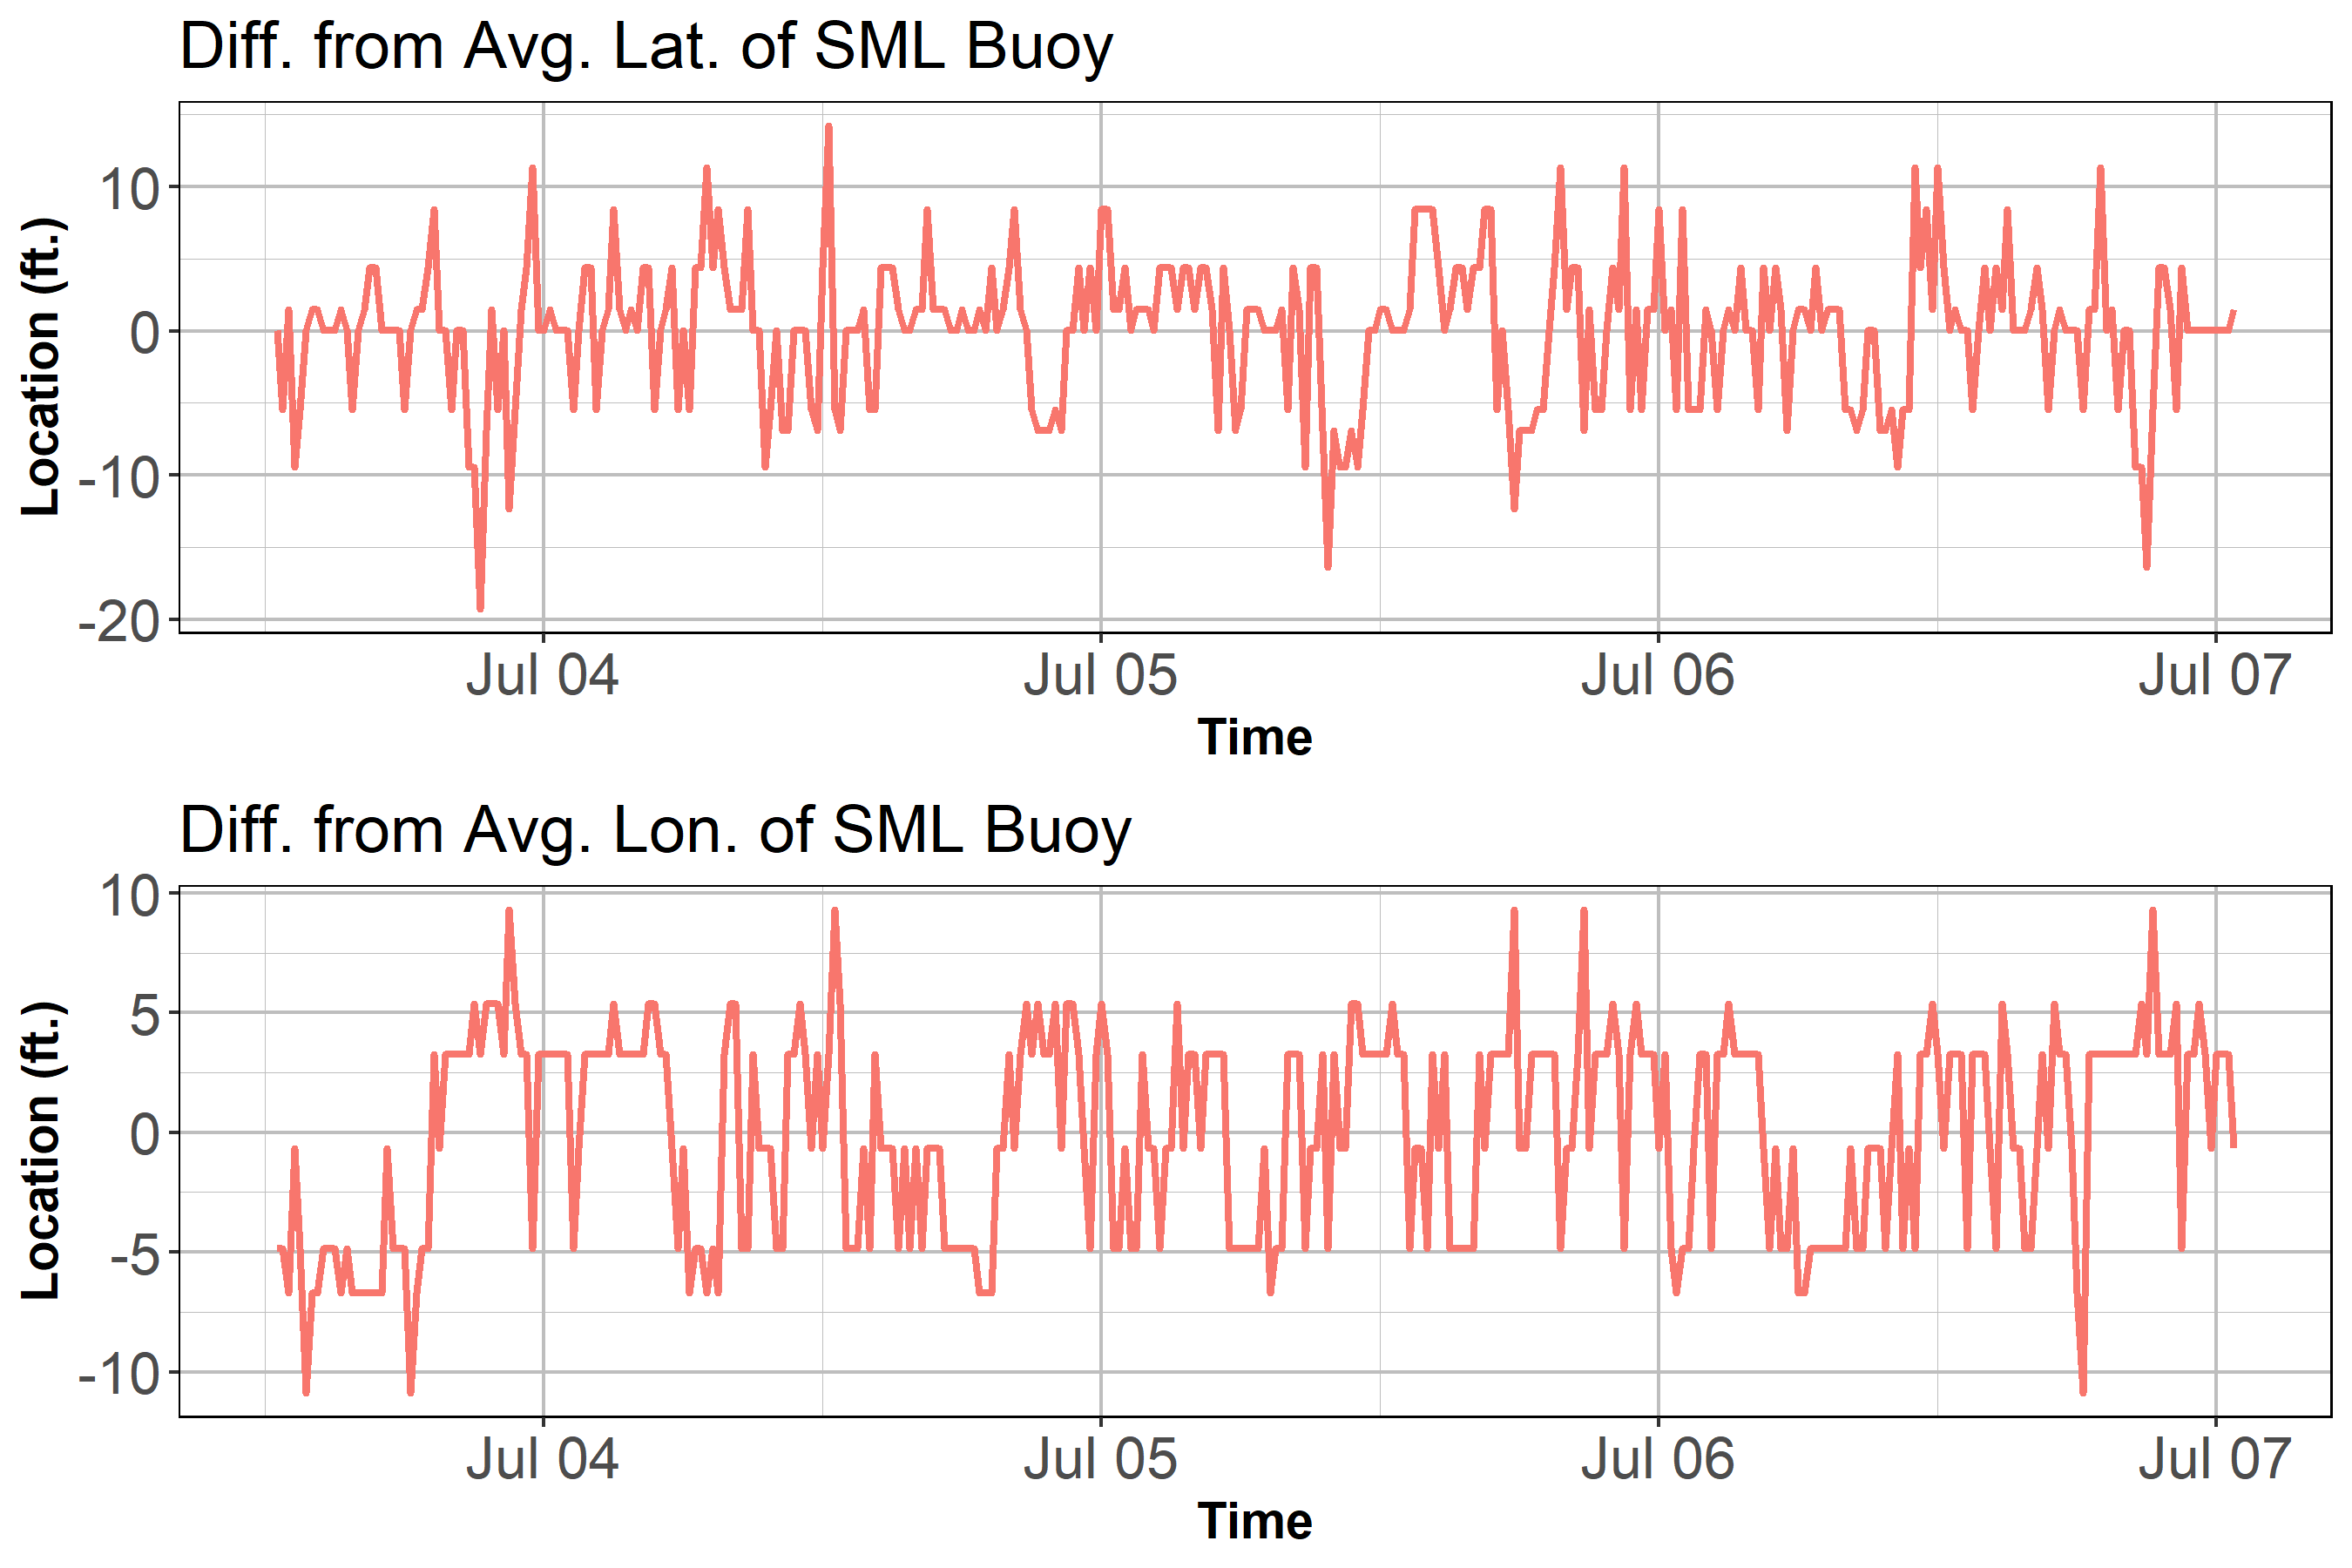 Diff. from Avg. Lat. of SML Buoy
Location (ft.)
10
0
-10
-20
Jul 04 Jul 05 Jul 06 Jul 07
Time
Diff. from Avg. Lon. of SML Buoy
Location (ft.)
10
5
0
-5
-10
Jul 04 Jul 05 Jul 06 Jul 07
Time